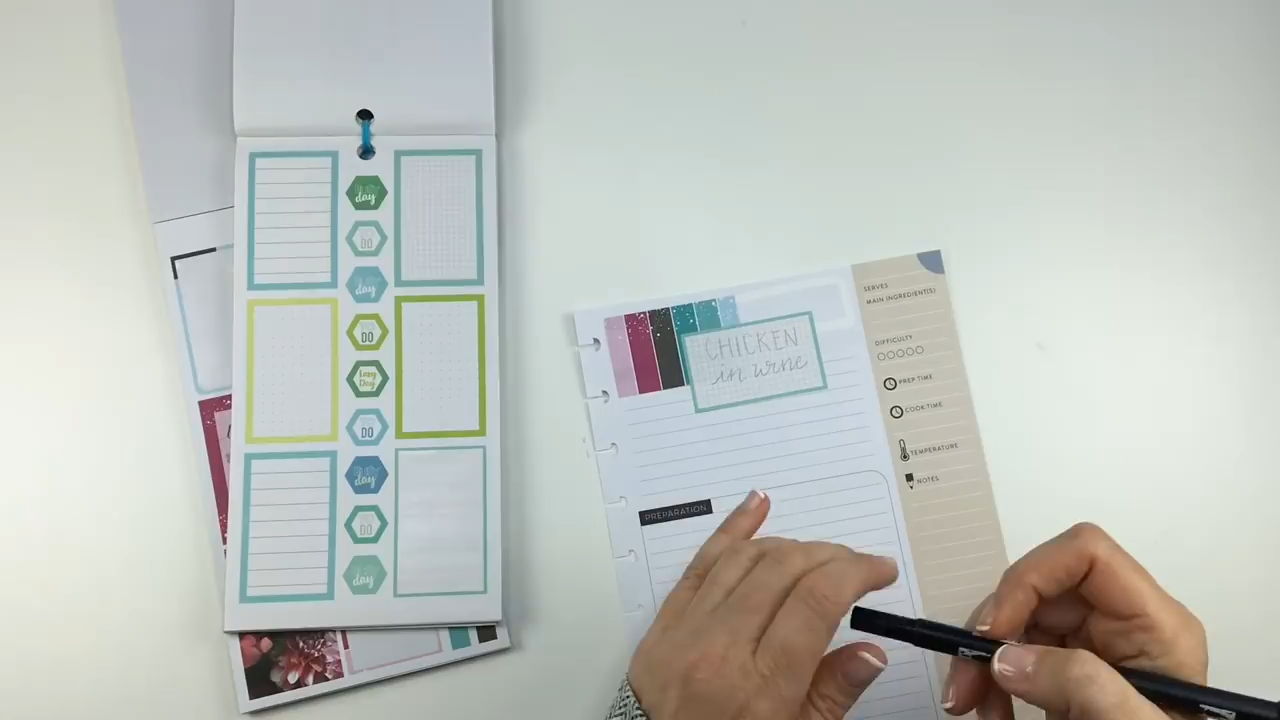 day
DO
day
DO
Lazy
Day
DO
day
DO
day
CHICKEN
in wine
PREPARATION
SERVES
MAIN INGREDIENT(S)
DIFFICULTY
PREP TIME
COOK TIME
TEMPERATURE
NOTES